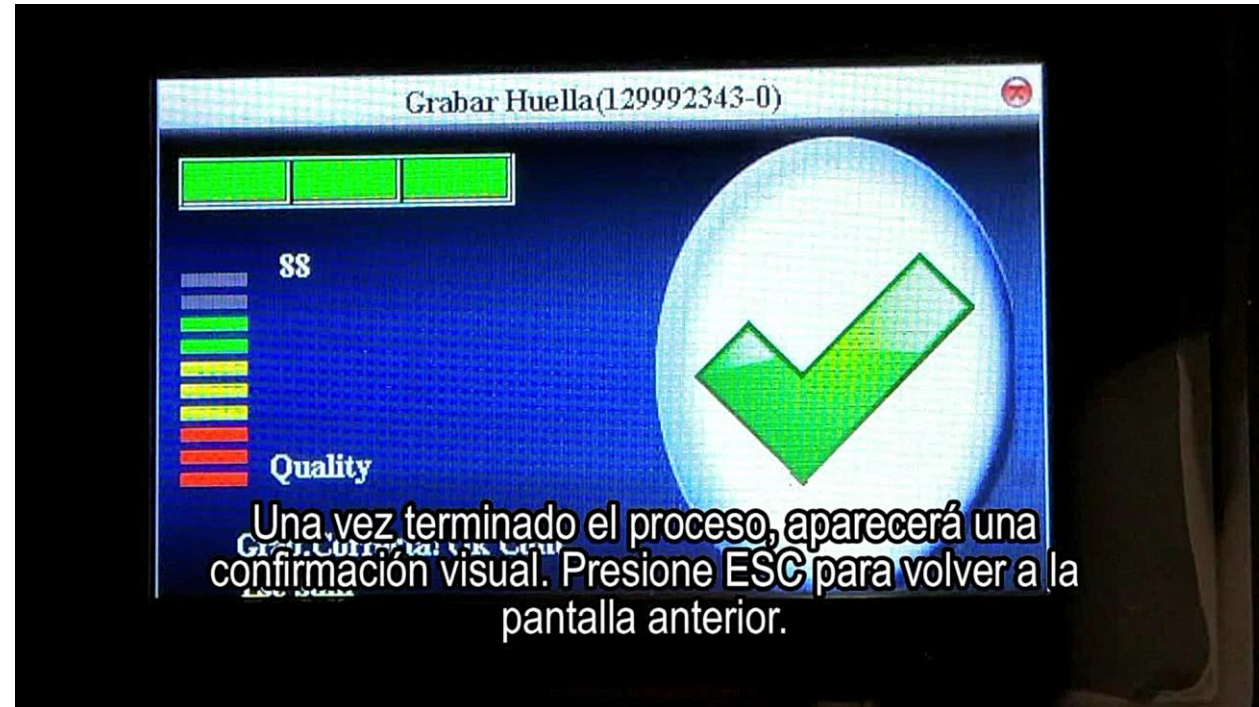 Grabar Huella(129992343-0)
88
Quality
Una vez terminado el proceso, aparecerá una
confirmación visual. Presione ESC para volver a la
pantalla anterior.